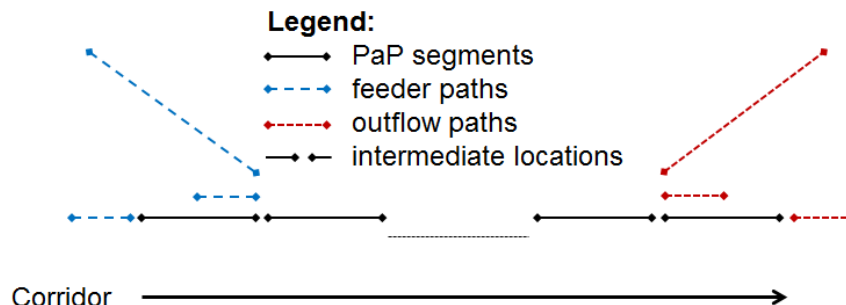 Legend:
PaP segments
feeder paths
outflow paths
intermediate locations
Corridor